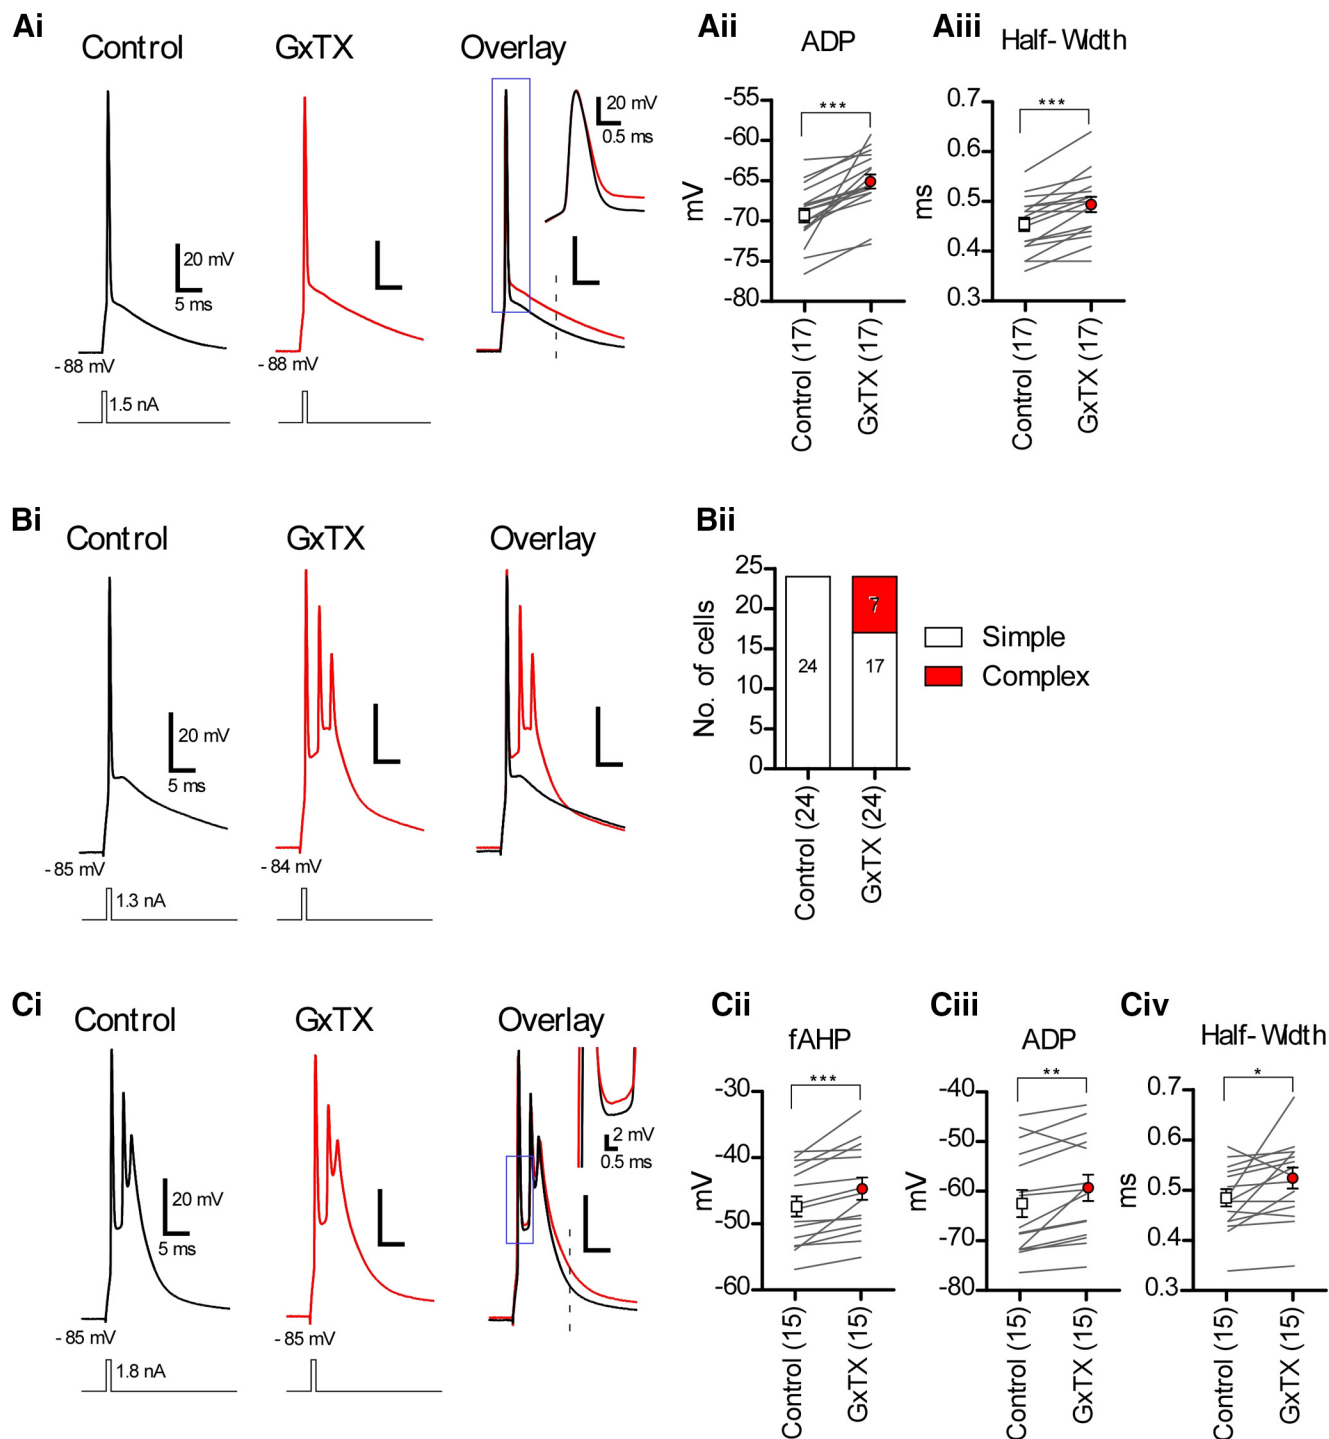 Ai
Control
GxTX
Overlay
20 mV
0.5 ms
20 mV
5 ms
-88 mV
-88 mV
1.5 nA
Aii
ADP
***
mV
-55
-60
-65
-70
-75
-80
Control (17)
GxTX (17)
Aiii
Half-Width
***
ms
0.7
0.6
0.5
0.4
0.3
Control (17)
GxTX (17)
Bi
Control
GxTX
Overlay
20 mV
5 ms
-85 mV
-84 mV
1.3 nA
Bii
No. of cells
25
20
15
10
5
0
24
7
17
Control (24)
GxTX (24)
Simple
Complex
Ci
Control
GxTX
Overlay
2 mV
0.5 ms
20 mV
5 ms
-85 mV
-85 mV
1.8 nA
Cii
fAHP
***
mV
-30
-40
-50
-60
Control (15)
GxTX (15)
Ciii
ADP
**
mV
-40
-50
-60
-70
-80
Control (15)
GxTX (15)
Civ
Half-Width
*
ms
0.7
0.6
0.5
0.4
0.3
Control (15)
GxTX (15)